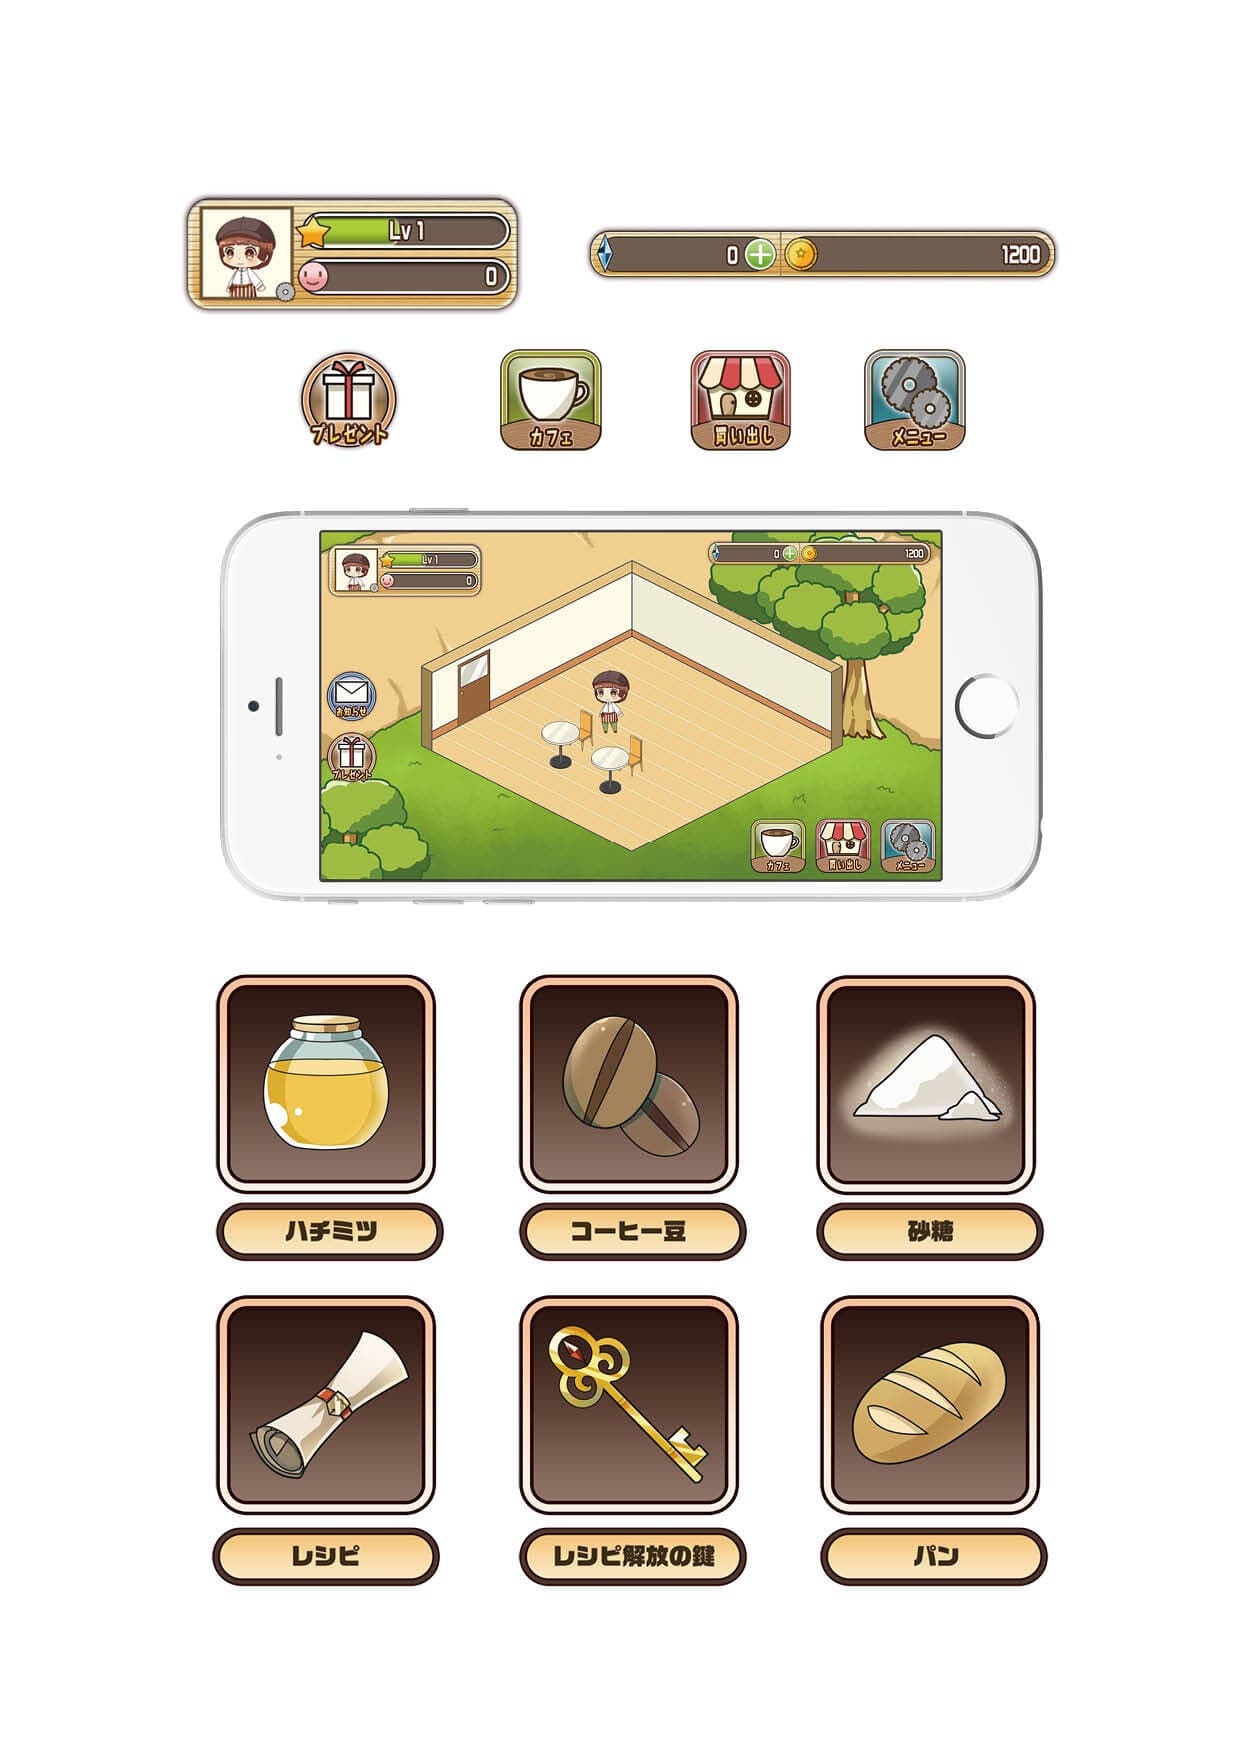 Lv 1
0
0
1200
プレゼント
カフェ
買い出し
メニュー
Lv 1
0
0
1200
お知らせ
プレゼント
カフェ
買い出し
メニュー
ハチミツ
コーヒー豆
砂糖
レシピ
レシピ解放の鍵
パン